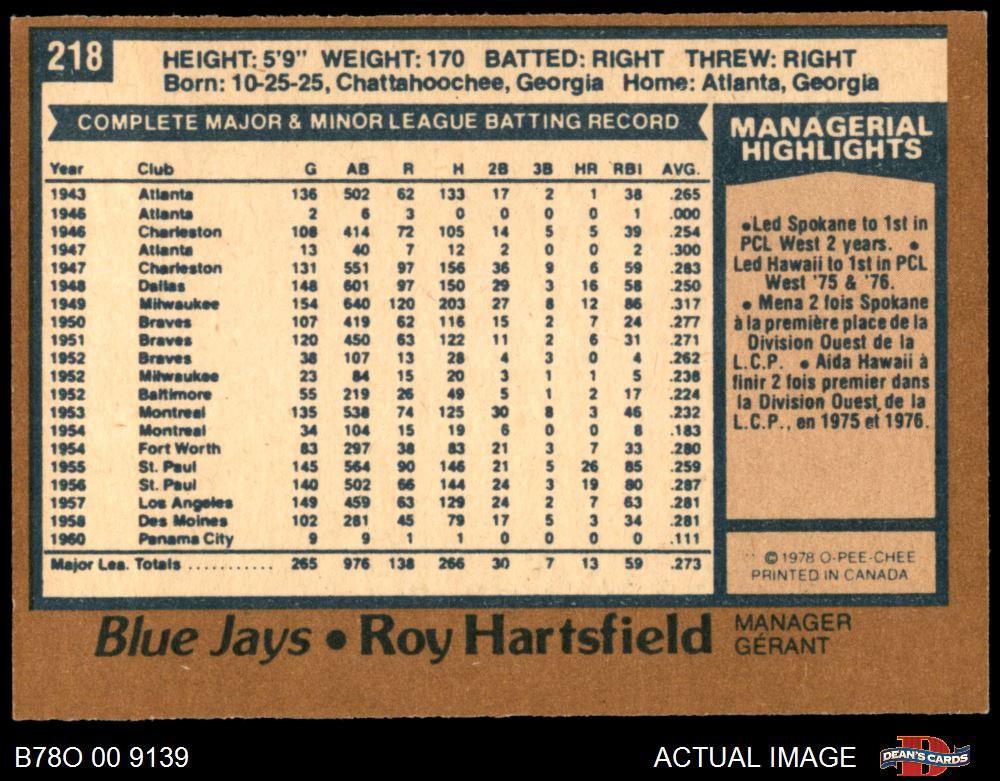 218
HEIGHT: 5'9" WEIGHT: 170 BATTED: RIGHT THREW: RIGHT
Born: 10-25-25, Chattahoochee, Georgia Home: Atlanta, Georgia
COMPLETE MAJOR & MINOR LEAGUE BATTING RECORD
Year Club G AB R H 2B 3B HR RBI AVG.
1943 Atlanta 136 502 62 133 17 2 1 38 .265
1946 Atlanta 2 6 3 0 0 0 0 1 .000
1946 Charleston 108 414 72 105 14 5 5 39 .254
1947 Atlanta 13 40 7 12 2 0 0 2 .300
1947 Charleston 131 551 97 156 36 9 6 59 .283
1948 Dallas 148 601 97 150 29 3 16 58 .250
1949 Milwaukee 154 640 120 203 27 8 12 86 .317
1950 Braves 107 419 62 116 15 2 7 24 .277
1951 Braves 120 450 63 122 11 2 6 31 .271
1952 Braves 38 107 13 28 4 3 0 4 .262
1952 Milwaukee 23 84 15 20 3 1 1 5 .238
1952 Baltimore 55 219 26 49 5 1 2 17 .224
1953 Montreal 135 538 74 125 30 8 3 46 .232
1954 Montreal 34 104 15 19 6 0 0 8 .183
1954 Fort Worth 83 297 38 83 21 3 7 33 .280
1955 St. Paul 145 564 90 146 21 5 26 85 .259
1956 St. Paul 140 502 66 144 24 3 19 80 .287
1957 Los Angeles 149 459 63 129 24 2 7 63 .281
1958 Des Moines 102 281 45 79 17 5 3 34 .281
1960 Panama City 9 9 1 1 0 0 0 0 .111
Major Lea. Totals ........... 265 976 138 266 30 7 13 59 .273
MANAGERIAL
HIGHLIGHTS
•Led Spokane to 1st in
PCL West 2 years. •
Led Hawaii to 1st in PCL
West '75 & '76.
• Mena 2 fois Spokane
à la première place de la
Division Ouest de la
L.C.P. • Aida Hawaii à
finir 2 fois premier dans
la Division Ouest de la
L.C.P., en 1975 et 1976.
© 1978 O-PEE-CHEE
PRINTED IN CANADA
Blue Jays • Roy Hartsfield MANAGER
GÉRANT
B78O 00 9139 ACTUAL IMAGE DEAN'S CARDS